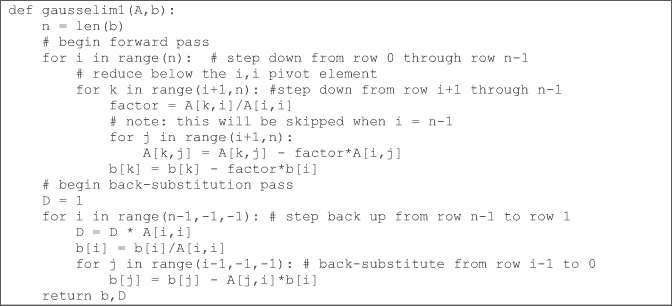 def gausselim1(A,b):
    n = len(b)
    # begin forward pass
    for i in range(n):  # step down from row 0 through row n-1
        # reduce below the i,i pivot element
        for k in range(i+1,n): #step down from row i+1 through n-1
            factor = A[k,i]/A[i,i]
            # note: this will be skipped when i = n-1
            for j in range(i+1,n):
                A[k,j] = A[k,j] - factor*A[i,j]
            b[k] = b[k] - factor*b[i]
    # begin back-substitution pass
    D = 1
    for i in range(n-1,-1,-1): # step back up from row n-1 to row 1
        D = D * A[i,i]
        b[i] = b[i]/A[i,i]
        for j in range(i-1,-1,-1): # back-substitute from row i-1 to 0
            b[j] = b[j] - A[j,i]*b[i]
    return b,D